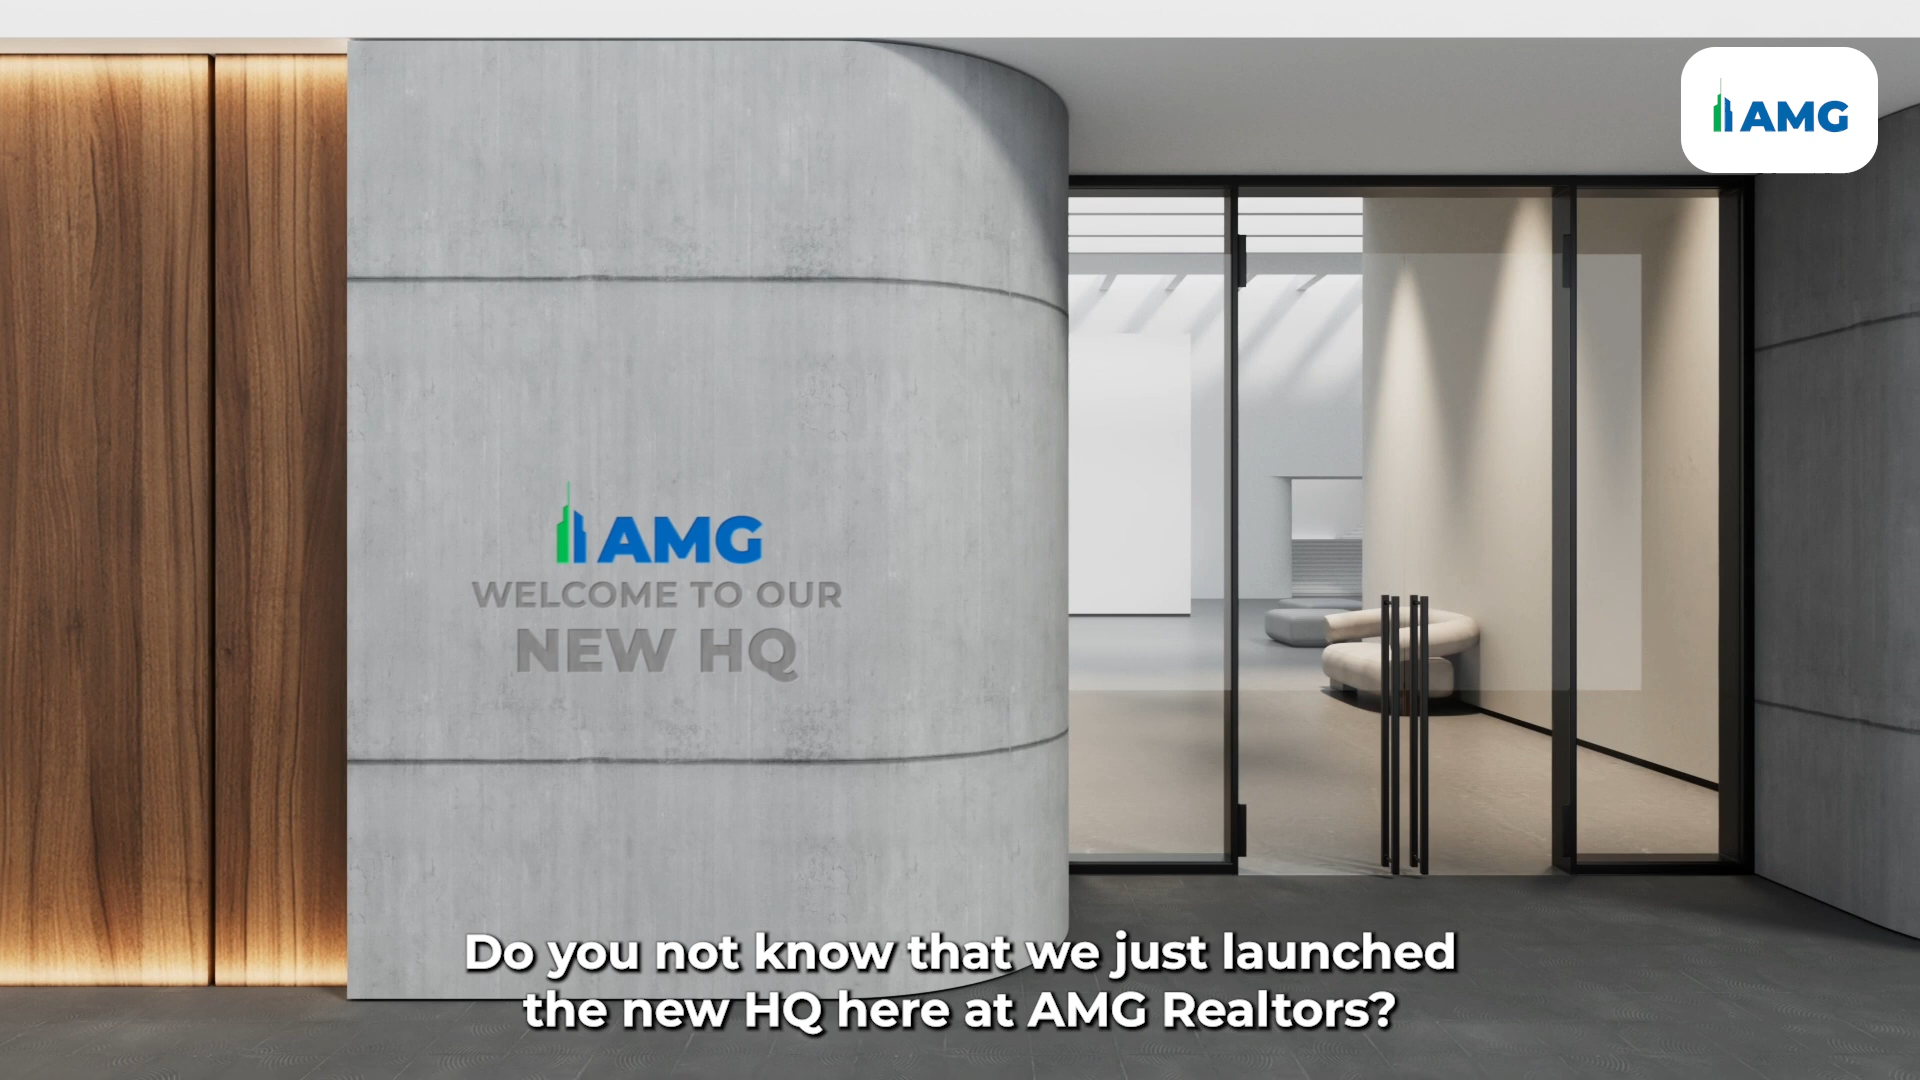 AMG
AMG
WELCOME TO OUR
NEW HQ
Do you not know that we just launched
the new HQ here at AMG Realtors?